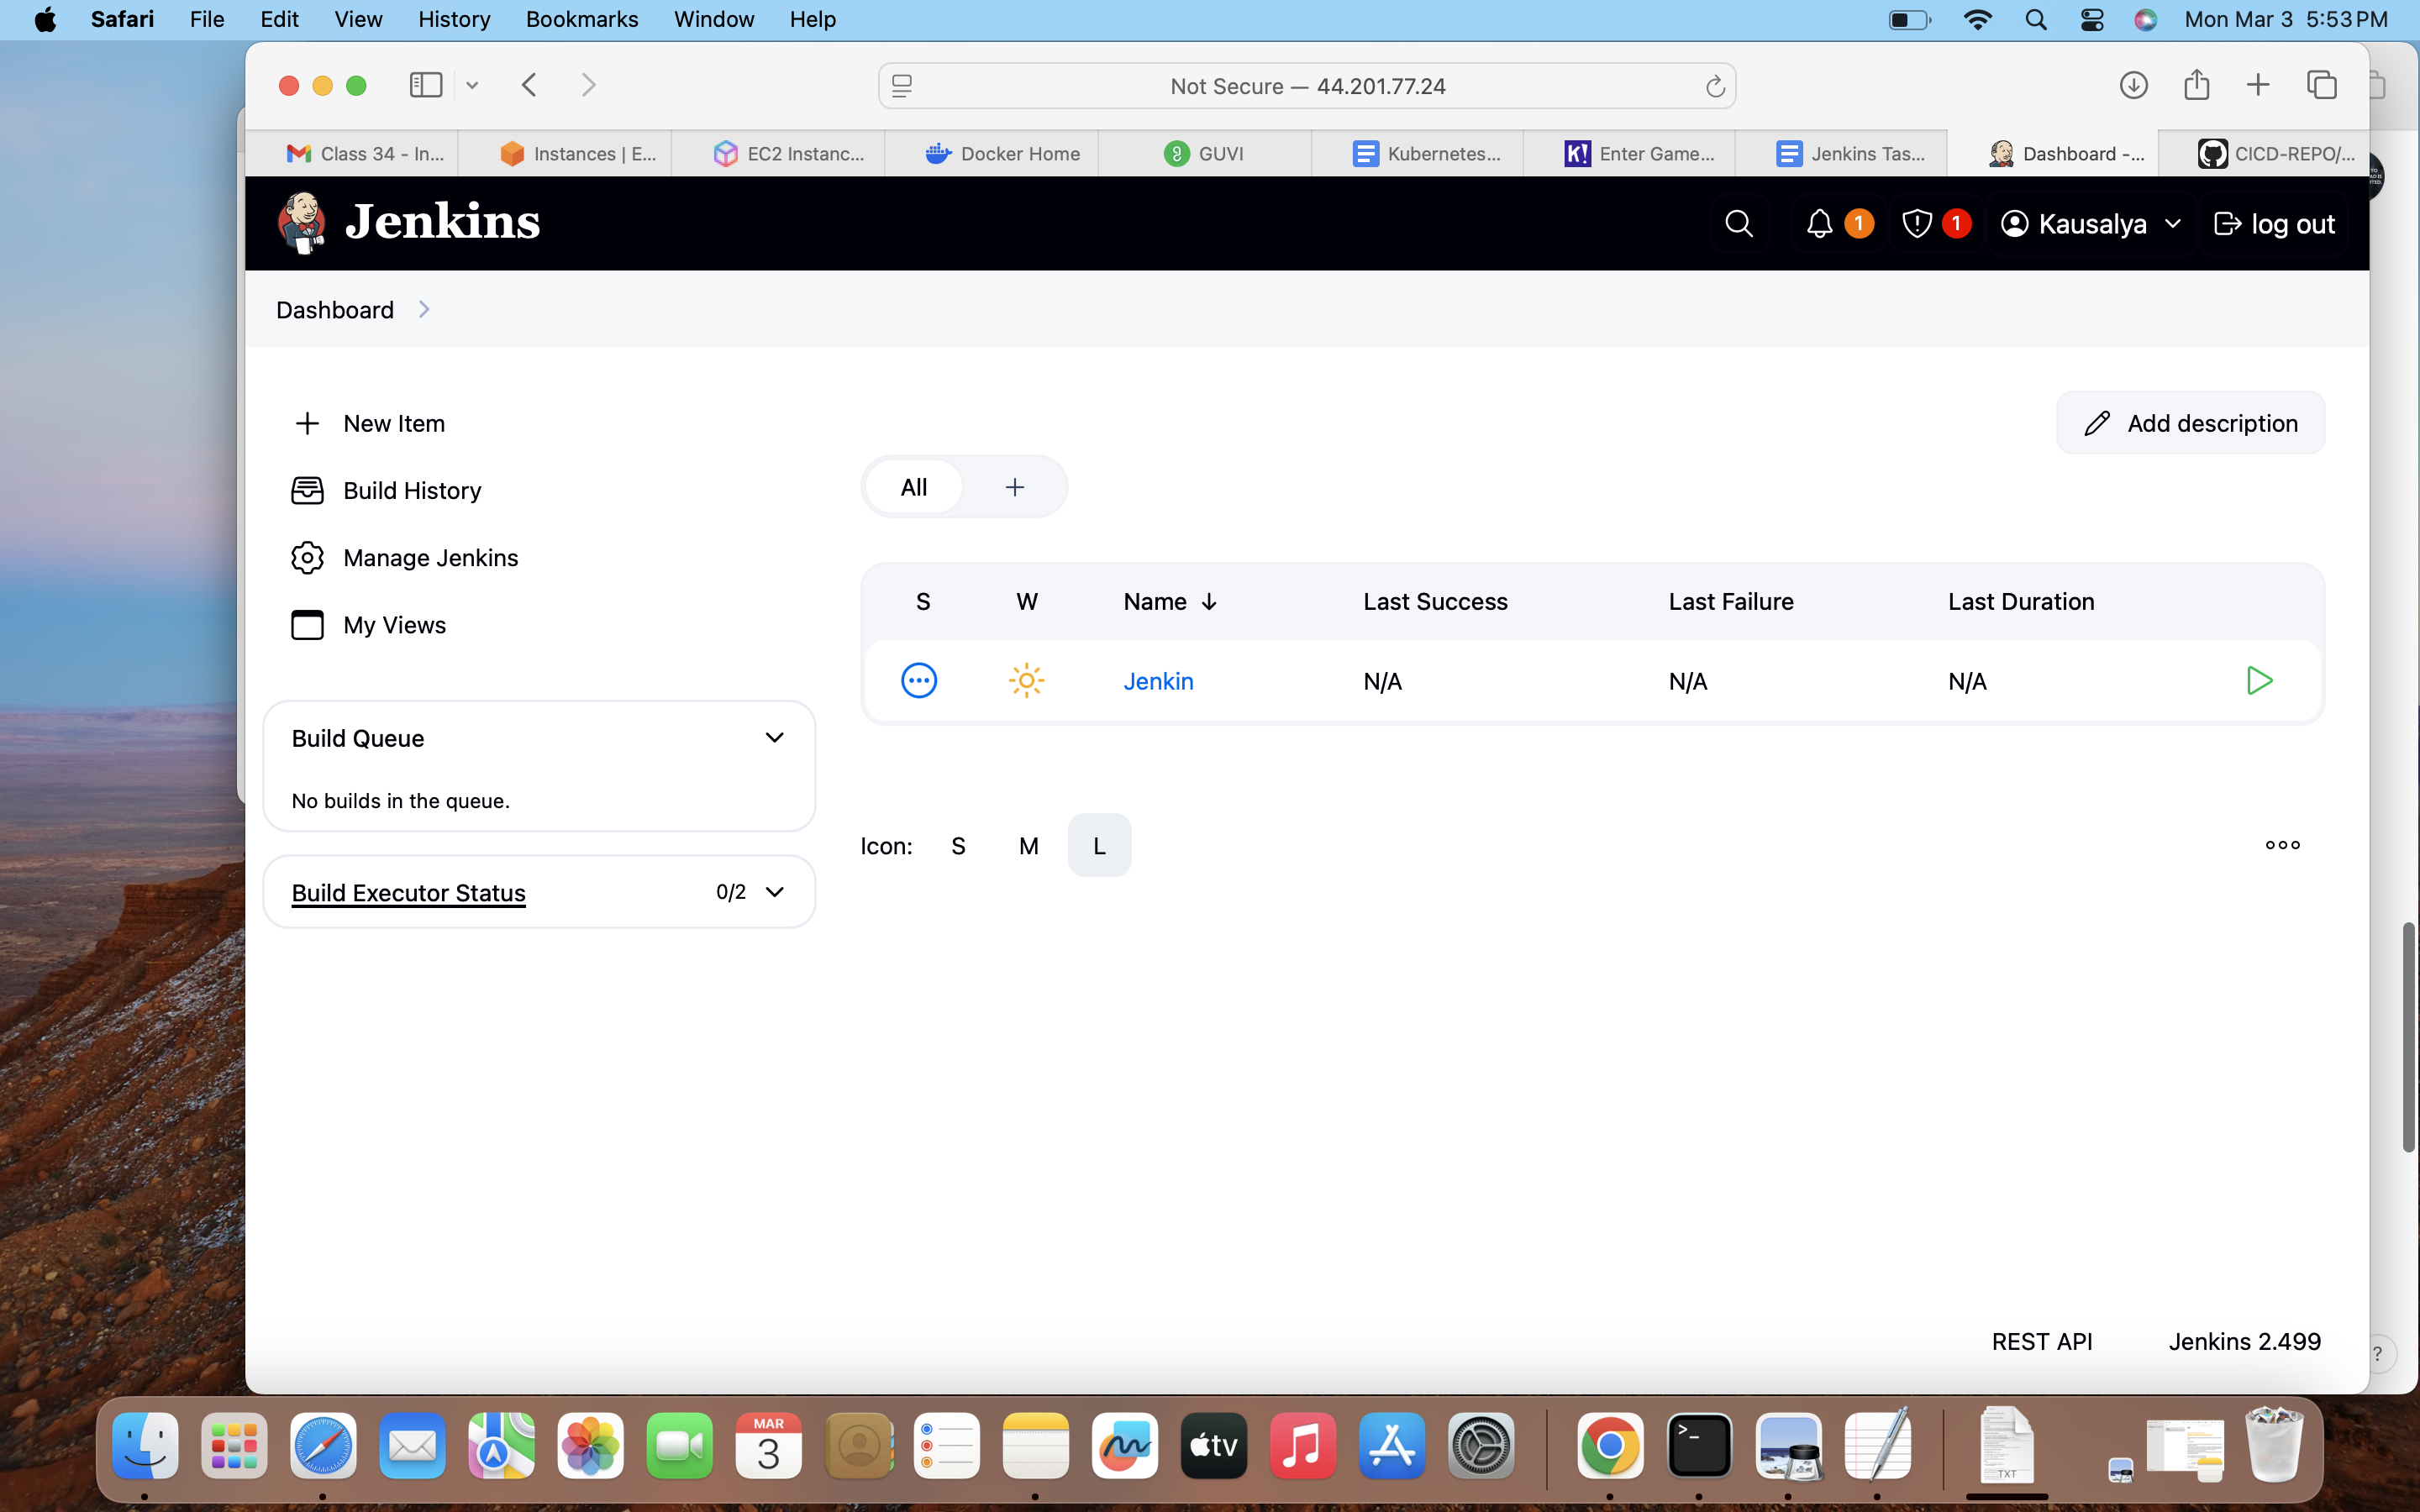 Safari File Edit View History Bookmarks Window Help Mon Mar 3 5:53 PM
Not Secure — 44.201.77.24
Class 34 - In... Instances | E... EC2 Instanc... Docker Home GUVI Kubernetes... K! Enter Game... Jenkins Tas... Dashboard -... CICD-REPO/...
Jenkins 1 1 Kausalya log out
Dashboard
New Item
Build History
Manage Jenkins
My Views
Build Queue
No builds in the queue.
Build Executor Status 0/2
Add description
All +
S W Name ↓ Last Success Last Failure Last Duration
Jenkin N/A N/A N/A
Icon: S M L
REST API Jenkins 2.499
?
MAR
3
tv
>_
TXT